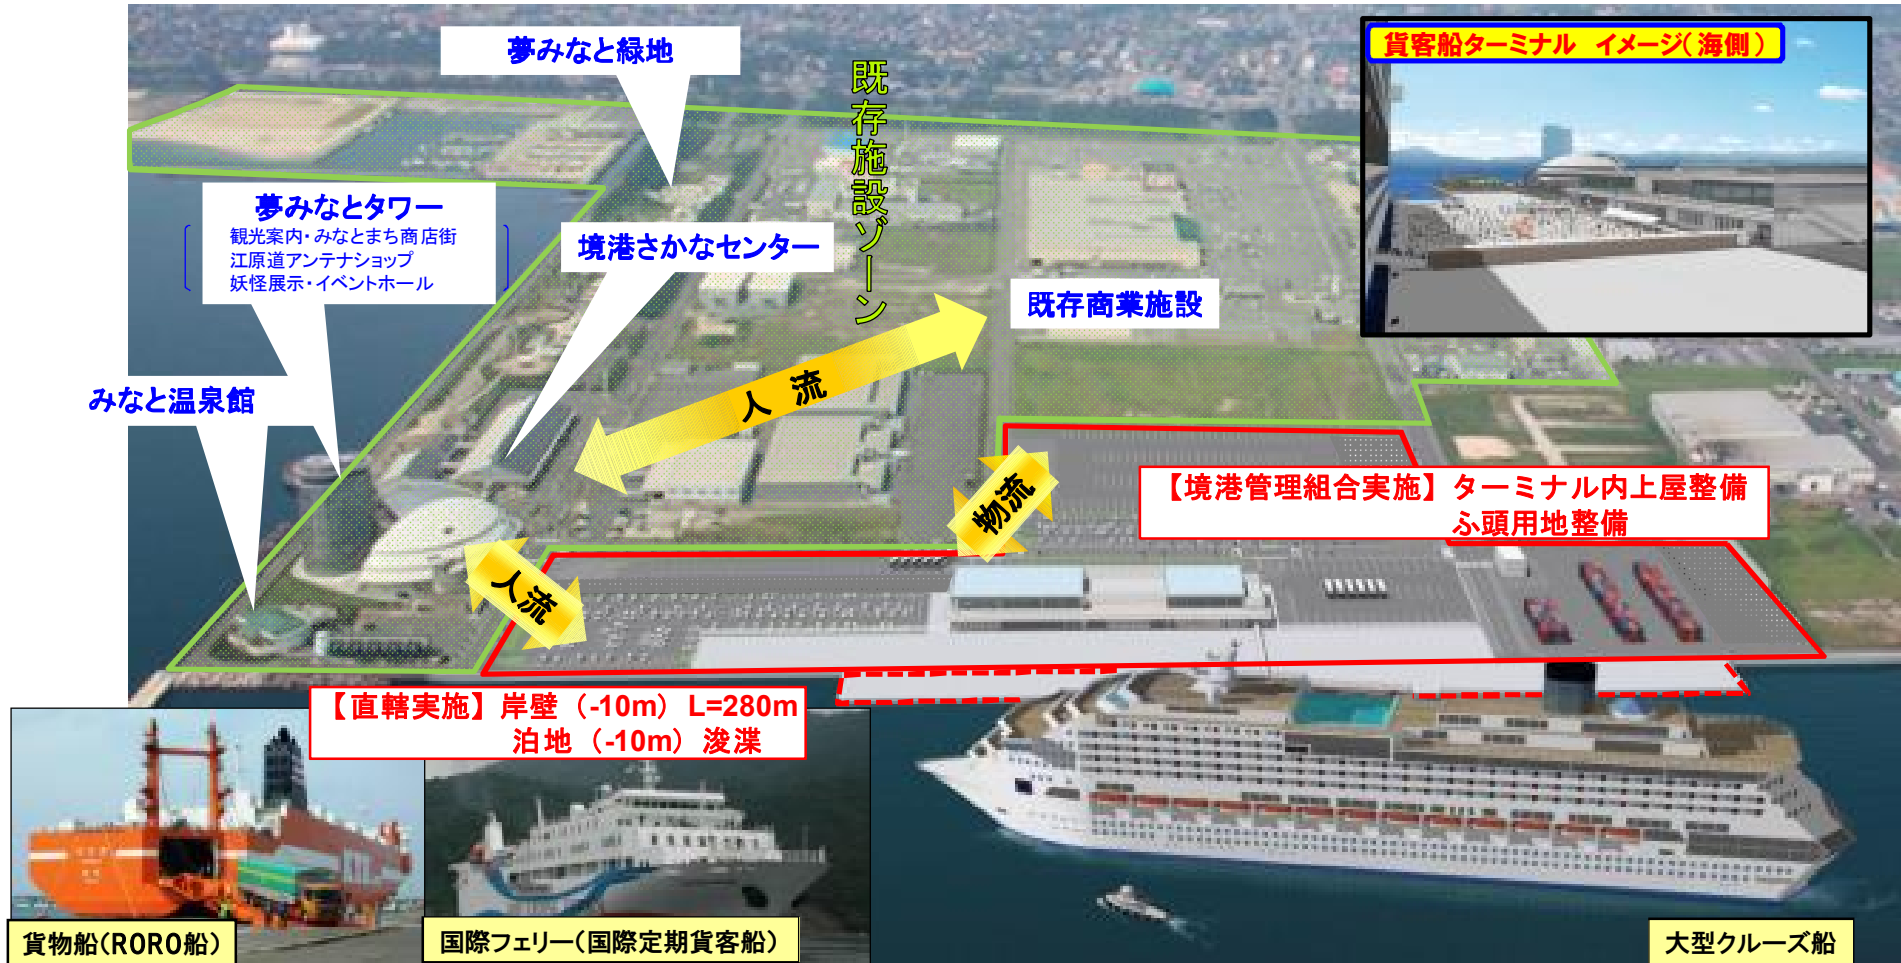 夢みなと緑地
貨客船ターミナル イメージ(海側)
既存施設ゾーン
夢みなとタワー
観光案内・みなとまち商店街
江原道アンテナショップ
妖怪展示・イベントホール
境港さかなセンター
既存商業施設
みなと温泉館
人流
物流
人流
【境港管理組合実施】ターミナル内上屋整備
ふ頭用地整備
【直轄実施】岸壁(-10m)L=280m
泊地(-10m)浚渫
貨物船(RORO船)
国際フェリー(国際定期貨客船)
大型クルーズ船